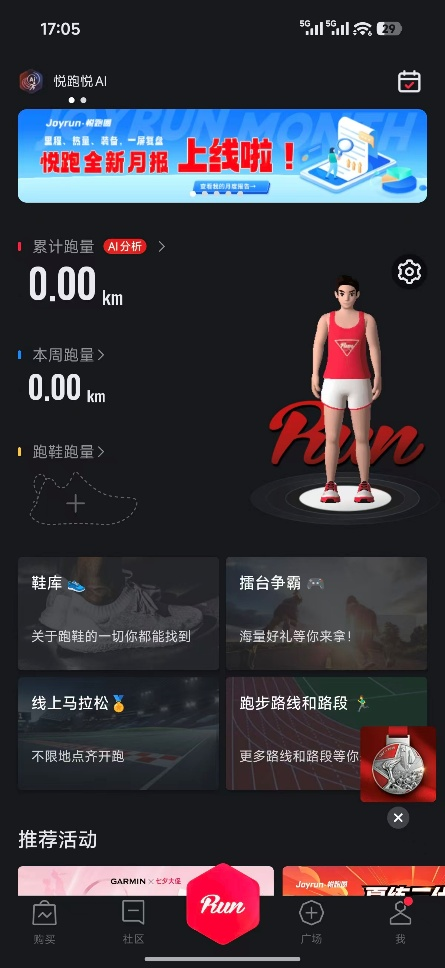 17:05
5G 5G 29
悦跑悦AI
Joyrun·悦跑圈
里程、热量、装备，一屏复盘
悦跑全新月报 上线啦！
查看我的月度报告→
累计跑量 AI分析
0.00 km
本周跑量
0.00 km
跑鞋跑量
Run
鞋库
关于跑鞋的一切你都能找到
擂台争霸
海量好礼等你来拿！
线上马拉松
不限地点齐开跑
跑步路线和路段
更多路线和路段等你
推荐活动
GARMIN × 七夕大促
Joyrun·悦跑圈
购买
社区
Run
广场
我